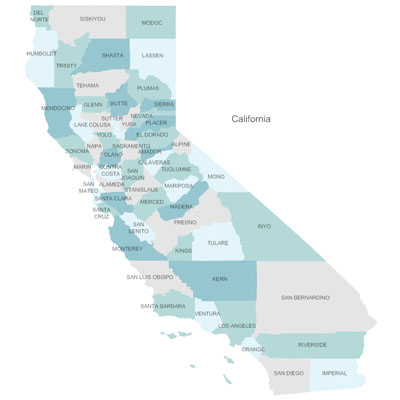 DEL
NORTE
SISKIYOU
MODOC
HUMBOLDT
TRINITY
SHASTA
LASSEN
TEHAMA
PLUMAS
MENDOCINO
GLENN
BUTTE
SIERRA
NEVADA
LAKE
COLUSA
SUTTER
YUBA
PLACER
California
YOLO
EL DORADO
SONOMA
NAPA
SACRAMENTO
ALPINE
AMADOR
MARIN
SOLANO
CALAVERAS
CONTRA
COSTA
SAN
JOAQUIN
TUOLUMNE
MONO
SAN
MATEO
ALAMEDA
STANISLAUS
MARIPOSA
SANTA CLARA
MERCED
MADERA
SANTA
CRUZ
SAN
BENITO
FRESNO
INYO
MONTEREY
KINGS
TULARE
SAN LUIS OBISPO
KERN
SAN BERNARDINO
SANTA BARBARA
VENTURA
LOS ANGELES
ORANGE
RIVERSIDE
SAN DIEGO
IMPERIAL